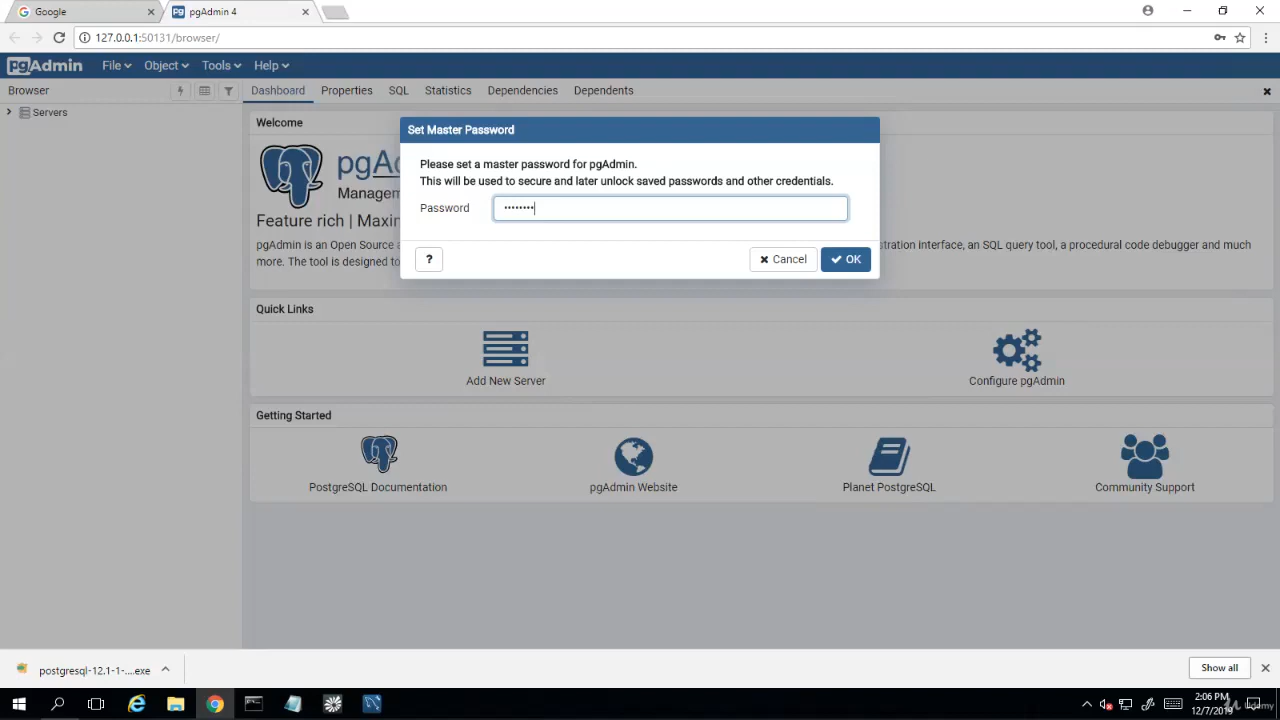 Google
pgAdmin 4
127.0.0.1:50131/browser/
pgAdmin File Object Tools Help
Browser
Dashboard Properties SQL Statistics Dependencies Dependents
Servers
Welcome
Set Master Password
Please set a master password for pgAdmin.
This will be used to secure and later unlock saved passwords and other credentials.
Password ••••••••
? Cancel OK
Feature rich |
pgAdmin is an Open Source
stration interface, an SQL query tool, a procedural code debugger and much
more. The tool is designed to
Quick Links
Add New Server
Configure pgAdmin
Getting Started
PostgreSQL Documentation
pgAdmin Website
Planet PostgreSQL
Community Support
postgresql-12.1-1-....exe
Show all
2:06 PM
Udemy